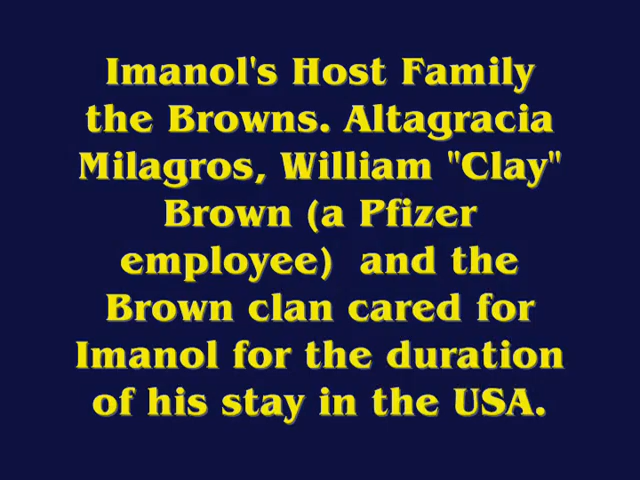 Imanol's Host Family
the Browns. Altagracia
Milagros, William "Clay"
Brown (a Pfizer
employee)  and the
Brown clan cared for
Imanol for the duration
of his stay in the USA.